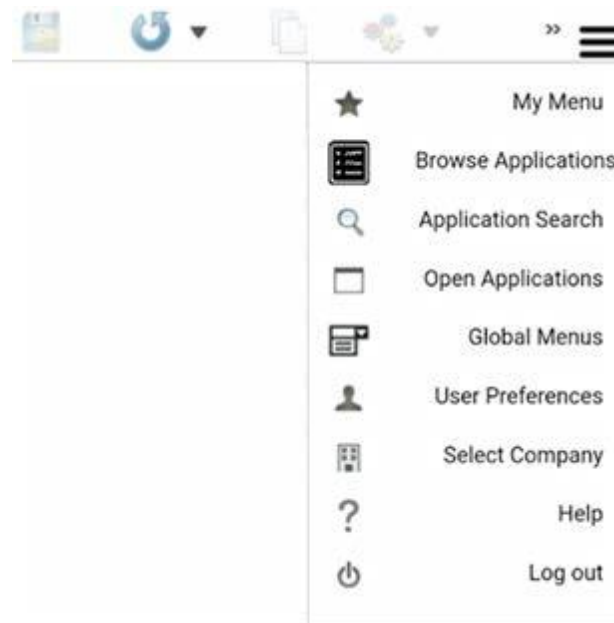 »
My Menu
Browse Applications
Application Search
Open Applications
Global Menus
User Preferences
Select Company
Help
Log out